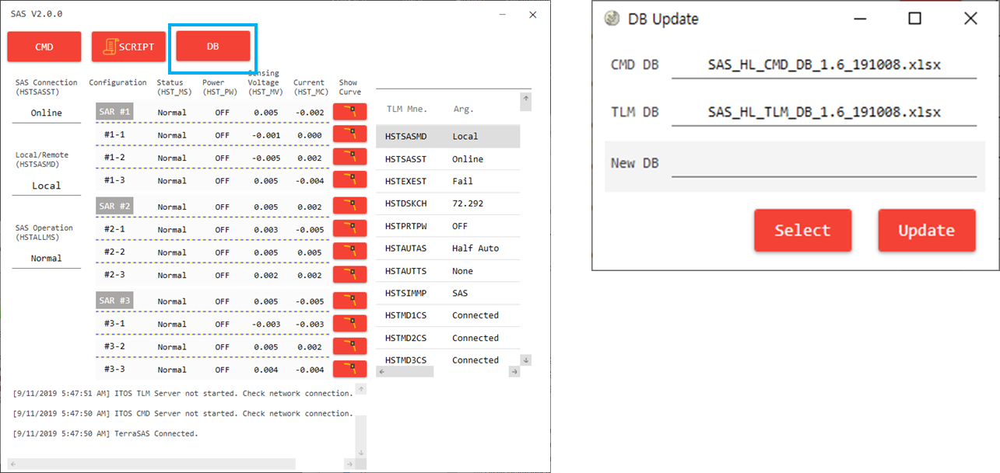 SAS V2.0.0
CMD
SCRIPT
DB
SAS Connection
(HSTSASST)
Online
Local/Remote
(HSTSASMD)
Local
SAS Operation
(HSTALLMS)
Normal
Configuration Status (HST_MS) Power (HST_PW) Sensing Voltage (HST_MV) Current (HST_MC) Show Curve
SAR #1 Normal OFF 0.005 -0.002
#1-1 Normal OFF -0.001 0.000
#1-2 Normal OFF -0.005 0.002
#1-3 Normal OFF 0.005 -0.004
SAR #2 Normal OFF 0.005 0.002
#2-1 Normal OFF 0.003 -0.005
#2-2 Normal OFF 0.005 0.005
#2-3 Normal OFF 0.002 0.002
SAR #3 Normal OFF 0.005 -0.005
#3-1 Normal OFF -0.003 -0.003
#3-2 Normal OFF 0.005 0.002
#3-3 Normal OFF 0.004 -0.004
TLM Mne. Arg.
HSTSASMD Local
HSTSASST Online
HSTEXEST Fail
HSTDSKCH 72.292
HSTPRTPW OFF
HSTAUTAS Half Auto
HSTAUTTS None
HSTSIMMP SAS
HSTMD1CS Connected
HSTMD2CS Connected
HSTMD3CS Connected
[9/11/2019 5:47:51 AM] ITOS TLM Server not started. Check network connection.
[9/11/2019 5:47:50 AM] ITOS CMD Server not started. Check network connection.
[9/11/2019 5:47:50 AM] TerraSAS Connected.
DB Update
CMD DB SAS_HL_CMD_DB_1.6_191008.xlsx
TLM DB SAS_HL_TLM_DB_1.6_191008.xlsx
New DB
Select
Update